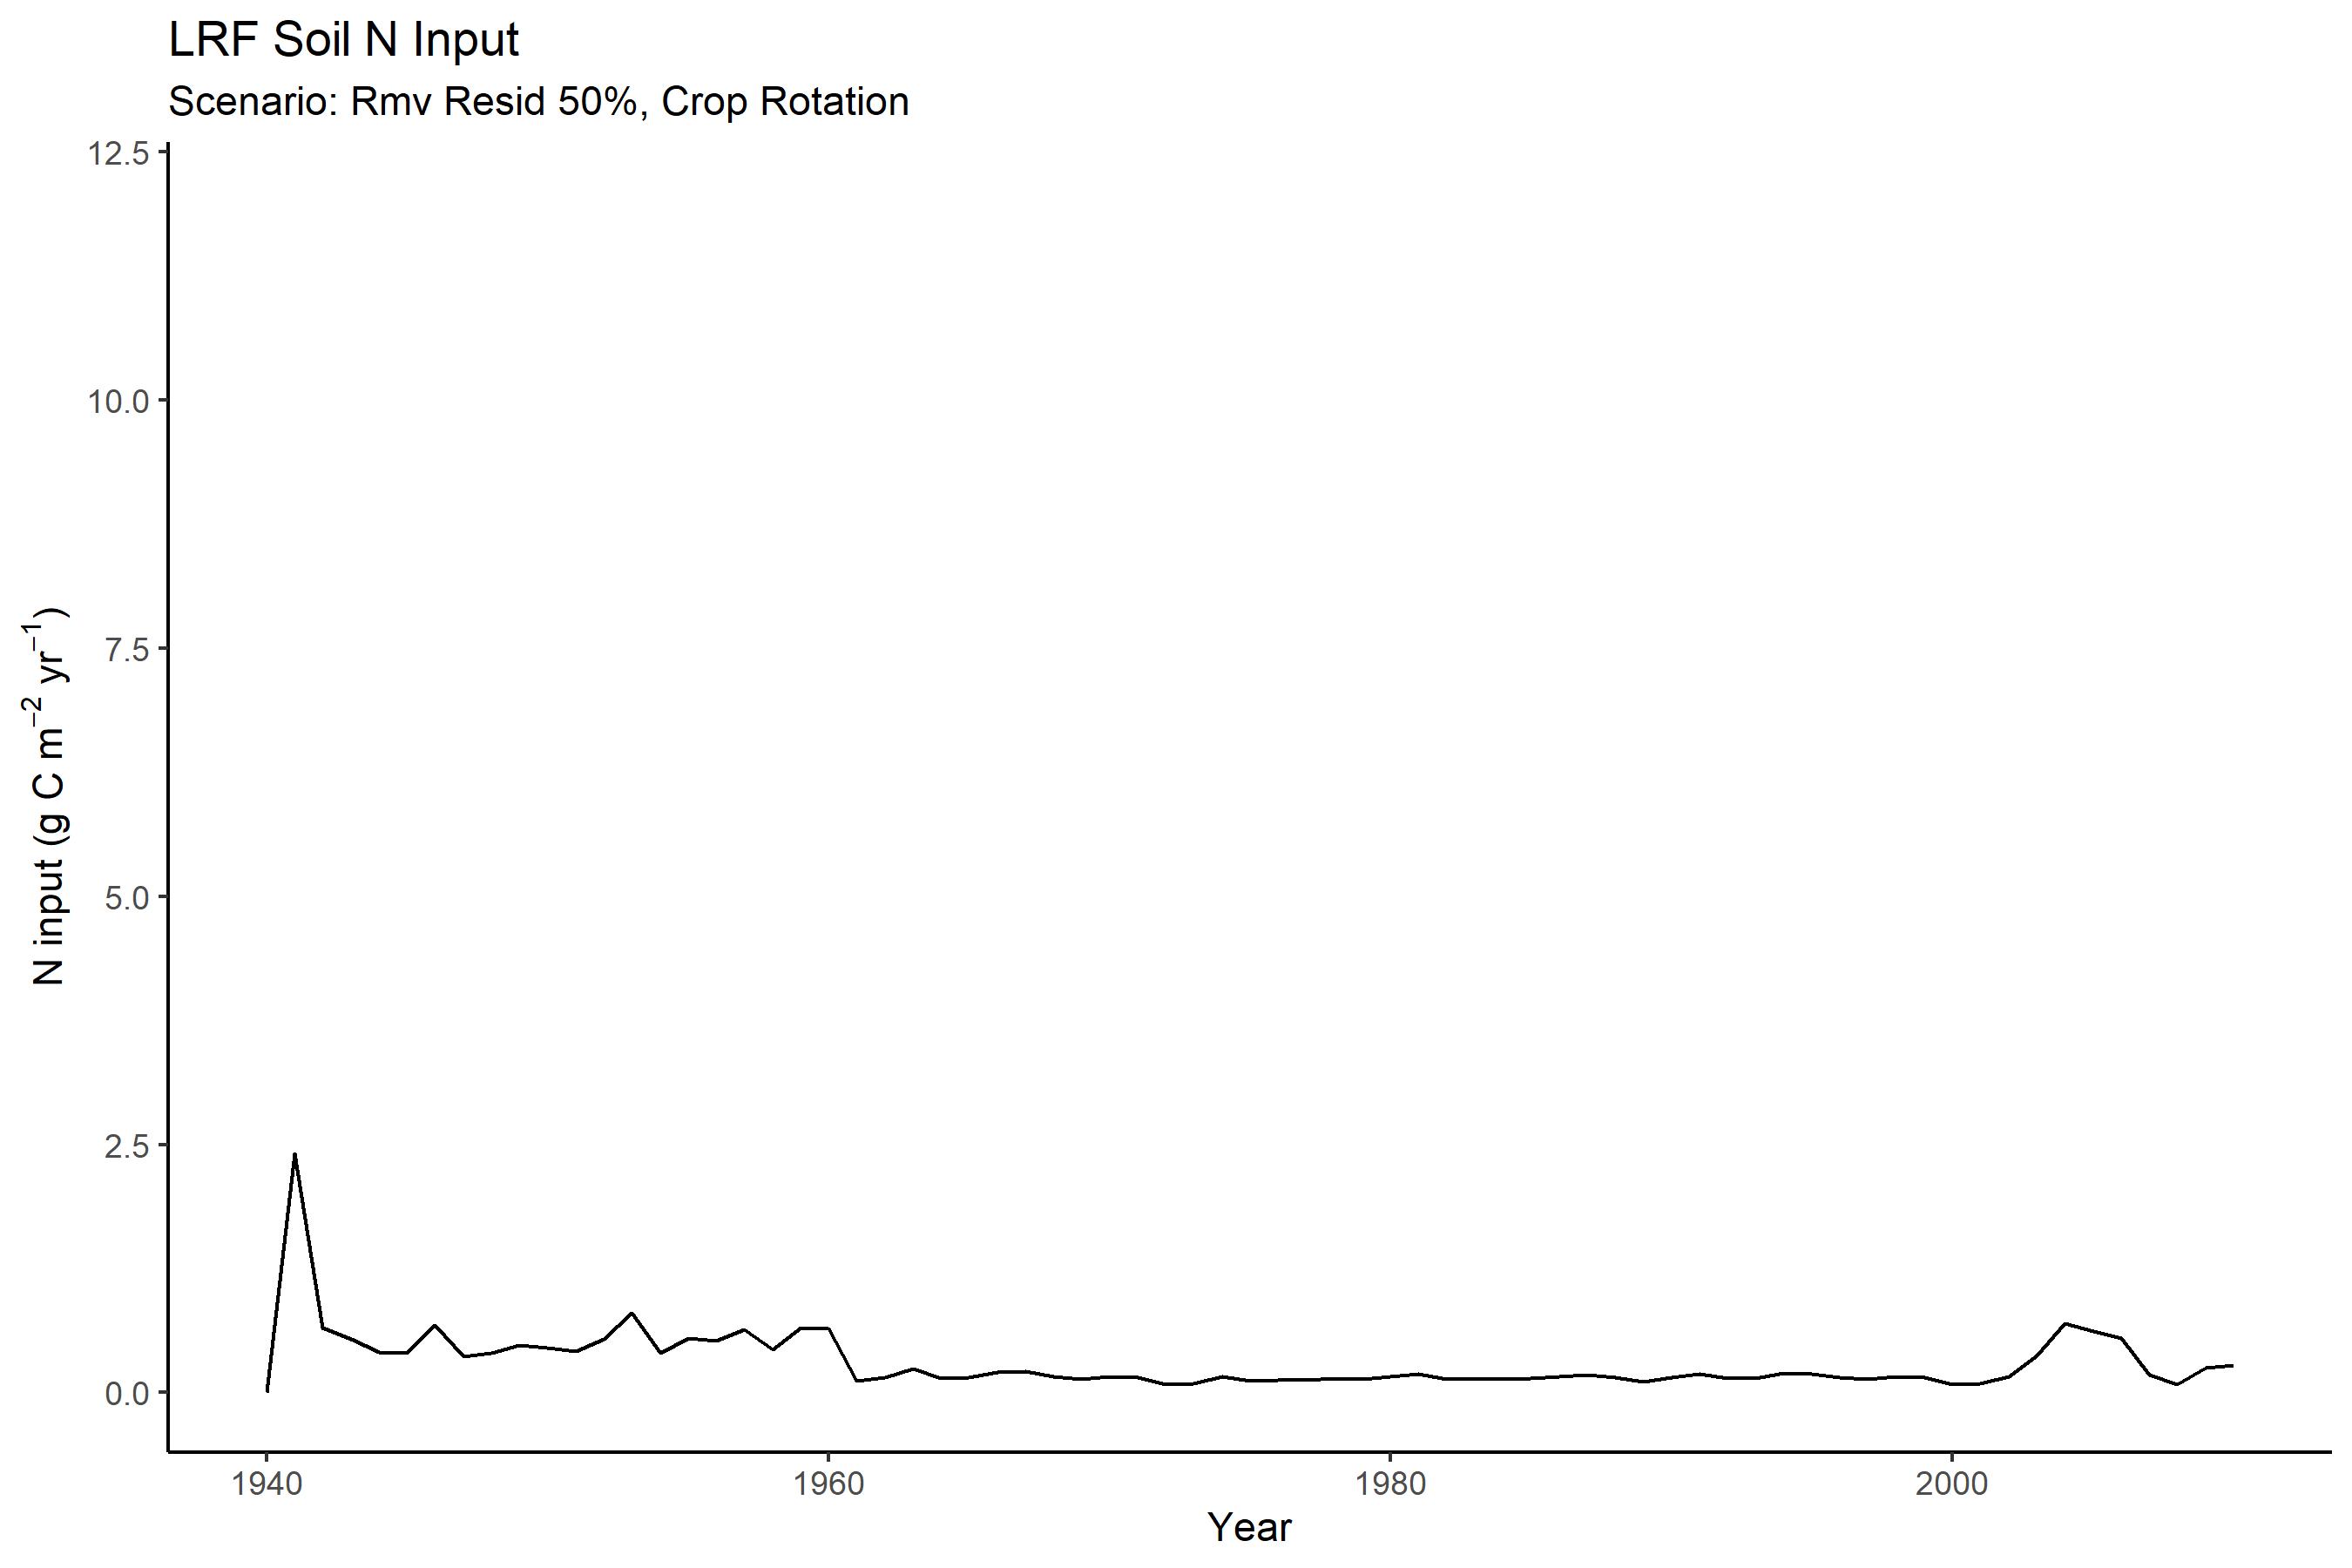 LRF Soil N Input
Scenario: Rmv Resid 50%, Crop Rotation
12.5
10.0
7.5
5.0
2.5
0.0
N input (g C m⁻² yr⁻¹)
1940 1960 1980 2000
Year